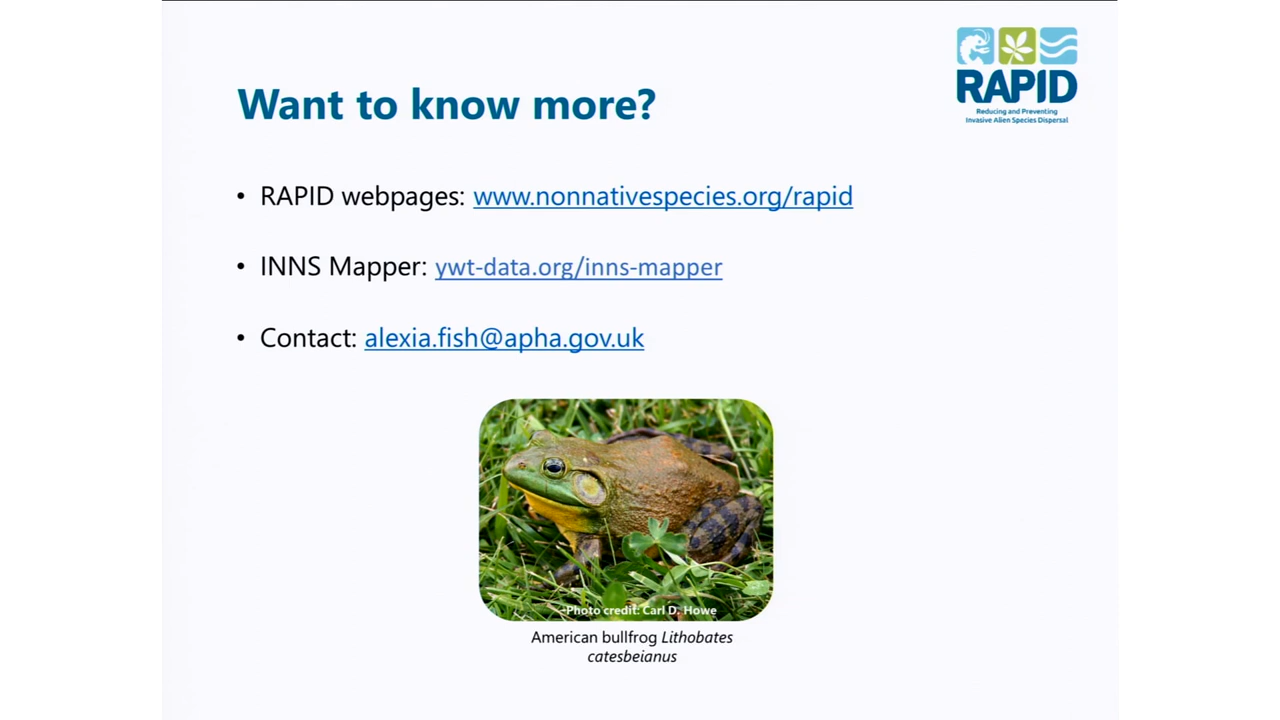 RAPID
Reducing and Preventing
Invasive Alien Species Dispersal
Want to know more?
• RAPID webpages: www.nonnativespecies.org/rapid
• INNS Mapper: ywt-data.org/inns-mapper
• Contact: alexia.fish@apha.gov.uk
Photo credit: Carl D. Howe
American bullfrog Lithobates
catesbeianus